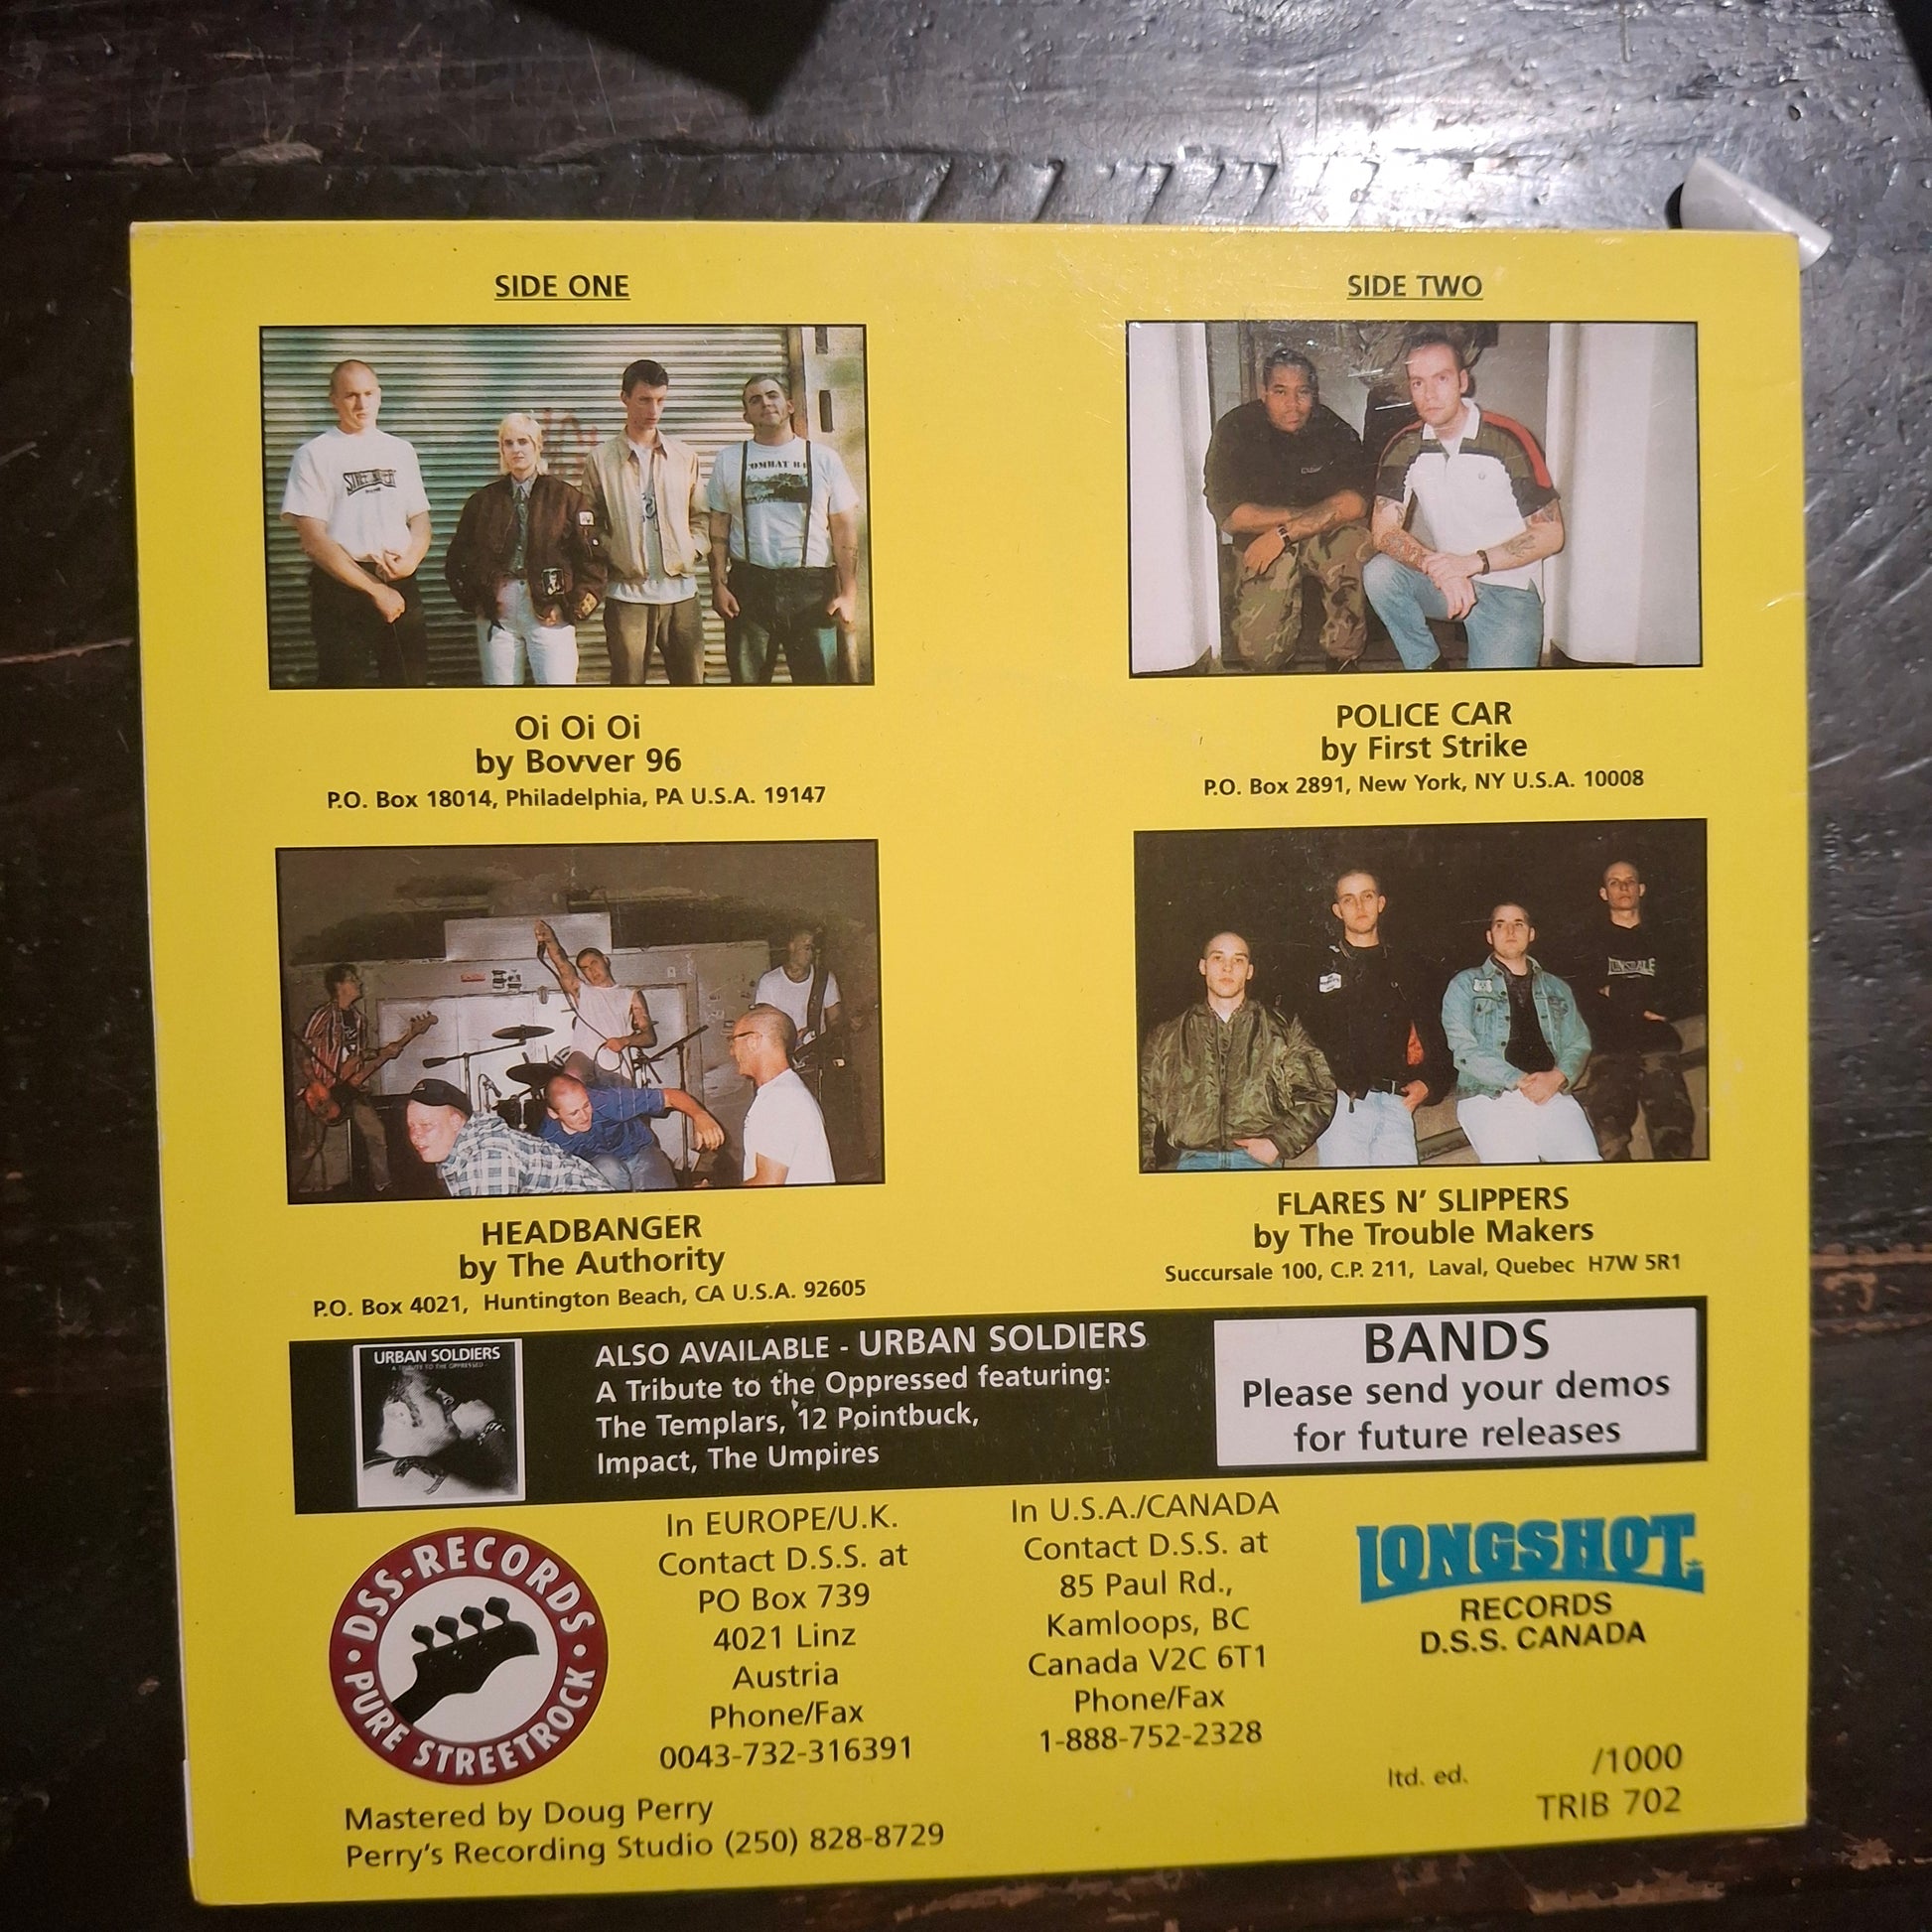 SIDE ONE
Oi Oi Oi
by Bovver 96
P.O. Box 18014, Philadelphia, PA U.S.A. 19147
HEADBANGER
by The Authority
P.O. Box 4021, Huntington Beach, CA U.S.A. 92605
SIDE TWO
POLICE CAR
by First Strike
P.O. Box 2891, New York, NY U.S.A. 10008
LONSDALE
FLARES N' SLIPPERS
by The Trouble Makers
Succursale 100, C.P. 211, Laval, Quebec H7W 5R1
URBAN SOLDIERS
A TRIBUTE TO THE OPPRESSED
ALSO AVAILABLE - URBAN SOLDIERS
A Tribute to the Oppressed featuring:
The Templars, 12 Pointbuck,
Impact, The Umpires
BANDS
Please send your demos
for future releases
DSS-RECORDS
• PURE STREETROCK •
In EUROPE/U.K.
Contact D.S.S. at
PO Box 739
4021 Linz
Austria
Phone/Fax
0043-732-316391
In U.S.A./CANADA
Contact D.S.S. at
85 Paul Rd.,
Kamloops, BC
Canada V2C 6T1
Phone/Fax
1-888-752-2328
LONGSHOT
RECORDS
D.S.S. CANADA
Mastered by Doug Perry
Perry's Recording Studio (250) 828-8729
ltd. ed. /1000
TRIB 702